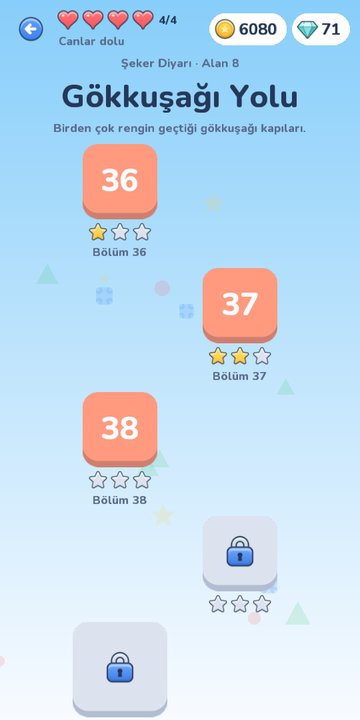 4/4
6080
71
Canlar dolu
Şeker Diyarı · Alan 8
Gökkuşağı Yolu
Birden çok rengin geçtiği gökkuşağı kapıları.
36
Bölüm 36
37
Bölüm 37
38
Bölüm 38